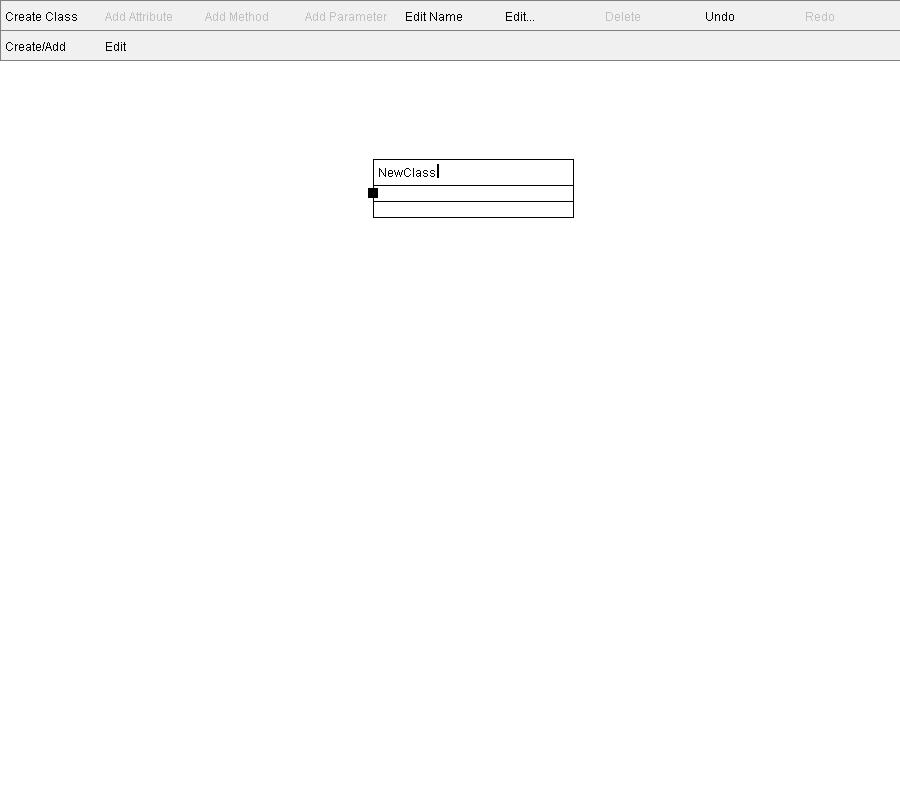 Create Class Add Attribute Add Method Add Parameter Edit Name Edit... Delete Undo Redo
Create/Add Edit
NewClass